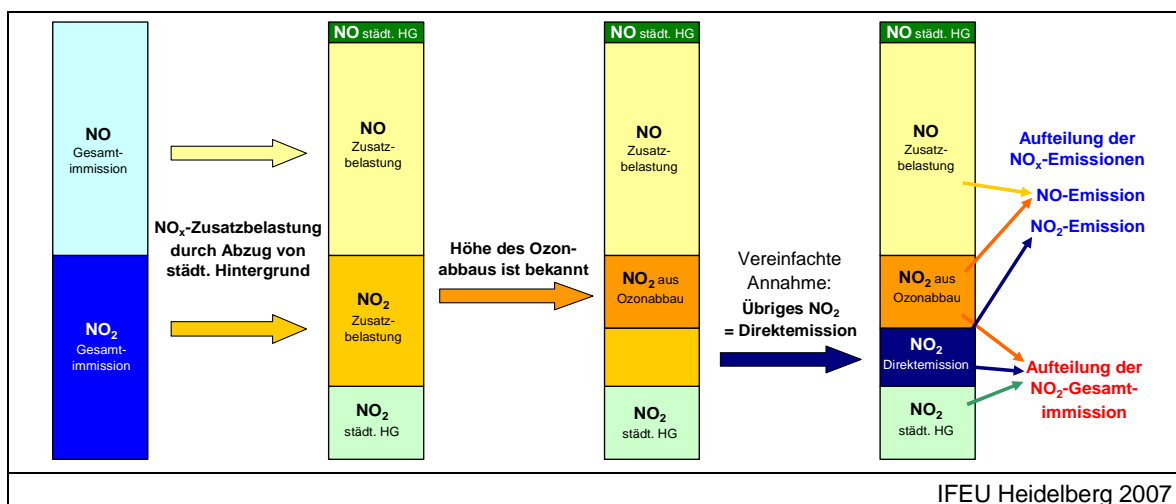 NO
Gesamt-
immission
NO₂
Gesamt-
immission
NOₓ-Zusatzbelastung
durch Abzug von
städt. Hintergrund
NO städt. HG
NO
Zusatz-
belastung
NO₂
Zusatz-
belastung
NO₂
städt. HG
Höhe des Ozon-
abbaus ist bekannt
NO städt. HG
NO
Zusatz-
belastung
NO₂ aus
Ozonabbau
NO₂
städt. HG
Vereinfachte
Annahme:
Übriges NO₂
= Direktemission
NO städt. HG
NO
Zusatz-
belastung
NO₂ aus
Ozonabbau
NO₂
Direktemission
NO₂
städt. HG
Aufteilung der
NOₓ-Emissionen
NO-Emission
NO₂-Emission
Aufteilung der
NO₂-Gesamt-
immission
IFEU Heidelberg 2007